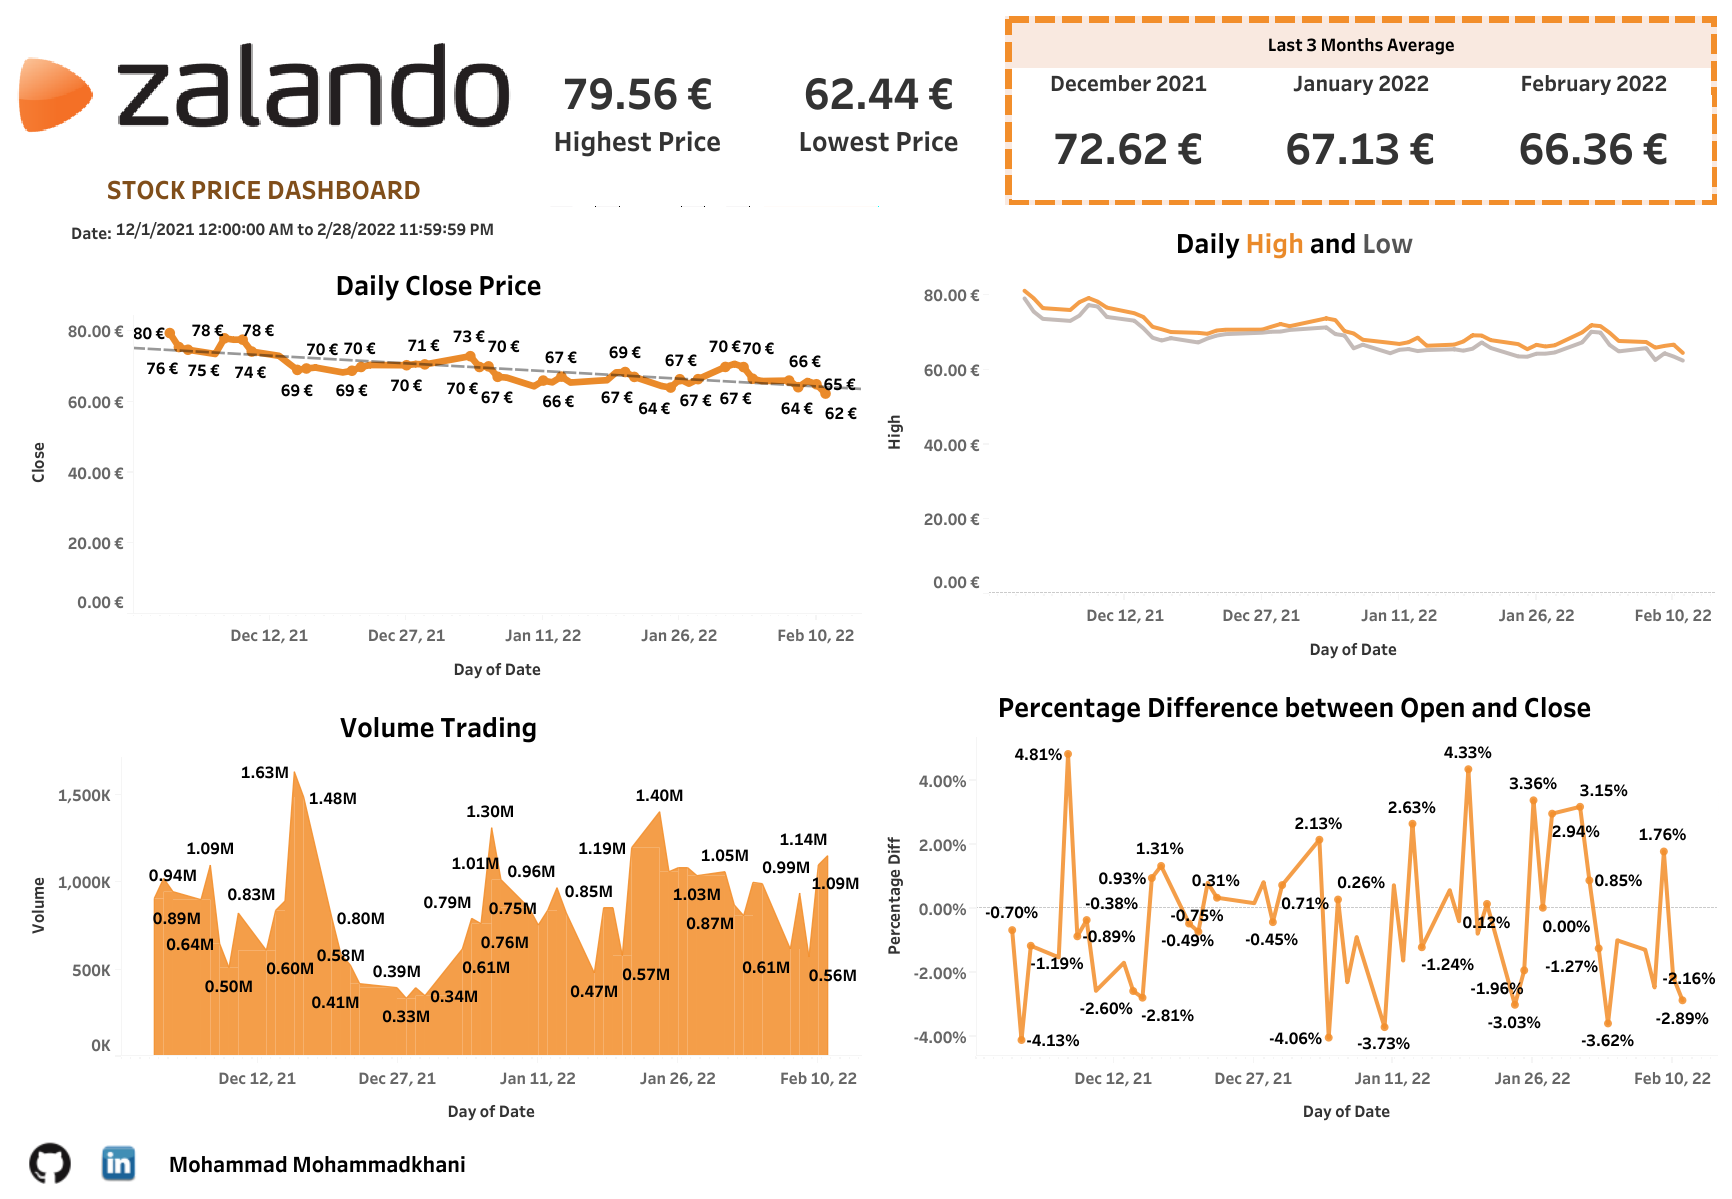 zalando
79.56 €
Highest Price
62.44 €
Lowest Price
Last 3 Months Average
December 2021
January 2022
February 2022
72.62 €
67.13 €
66.36 €
STOCK PRICE DASHBOARD
Date: 12/1/2021 12:00:00 AM to 2/28/2022 11:59:59 PM
Daily Close Price
Close
80.00 €
60.00 €
40.00 €
20.00 €
0.00 €
80 €
78 €
78 €
70 €
70 €
71 €
73 €
70 €
67 €
69 €
67 €
70 €
70 €
66 €
65 €
76 €
75 €
74 €
69 €
69 €
70 €
70 €
67 €
66 €
67 €
64 €
67 €
67 €
64 €
62 €
Dec 12, 21
Dec 27, 21
Jan 11, 22
Jan 26, 22
Feb 10, 22
Day of Date
Daily High and Low
High
80.00 €
60.00 €
40.00 €
20.00 €
0.00 €
Dec 12, 21
Dec 27, 21
Jan 11, 22
Jan 26, 22
Feb 10, 22
Day of Date
Volume Trading
Volume
1,500K
1,000K
500K
0K
0.94M
0.89M
0.64M
1.09M
0.50M
0.83M
0.60M
1.63M
1.48M
0.80M
0.58M
0.41M
0.39M
0.33M
0.34M
0.61M
0.79M
0.76M
1.30M
1.01M
0.96M
0.75M
0.85M
0.47M
1.19M
0.57M
1.40M
1.03M
0.87M
1.05M
0.61M
0.99M
1.14M
1.09M
0.56M
Dec 12, 21
Dec 27, 21
Jan 11, 22
Jan 26, 22
Feb 10, 22
Day of Date
Percentage Difference between Open and Close
Percentage Diff
4.00%
2.00%
0.00%
-2.00%
-4.00%
-0.70%
-4.13%
-1.19%
4.81%
-0.89%
-0.38%
-2.60%
-2.81%
0.93%
1.31%
-0.49%
-0.75%
0.31%
-0.45%
0.71%
2.13%
-4.06%
0.26%
-3.73%
2.63%
-1.24%
4.33%
0.12%
-3.03%
-1.96%
3.36%
0.00%
2.94%
3.15%
0.85%
-1.27%
-3.62%
1.76%
-2.16%
-2.89%
Dec 12, 21
Dec 27, 21
Jan 11, 22
Jan 26, 22
Feb 10, 22
Day of Date
in
Mohammad Mohammadkhani